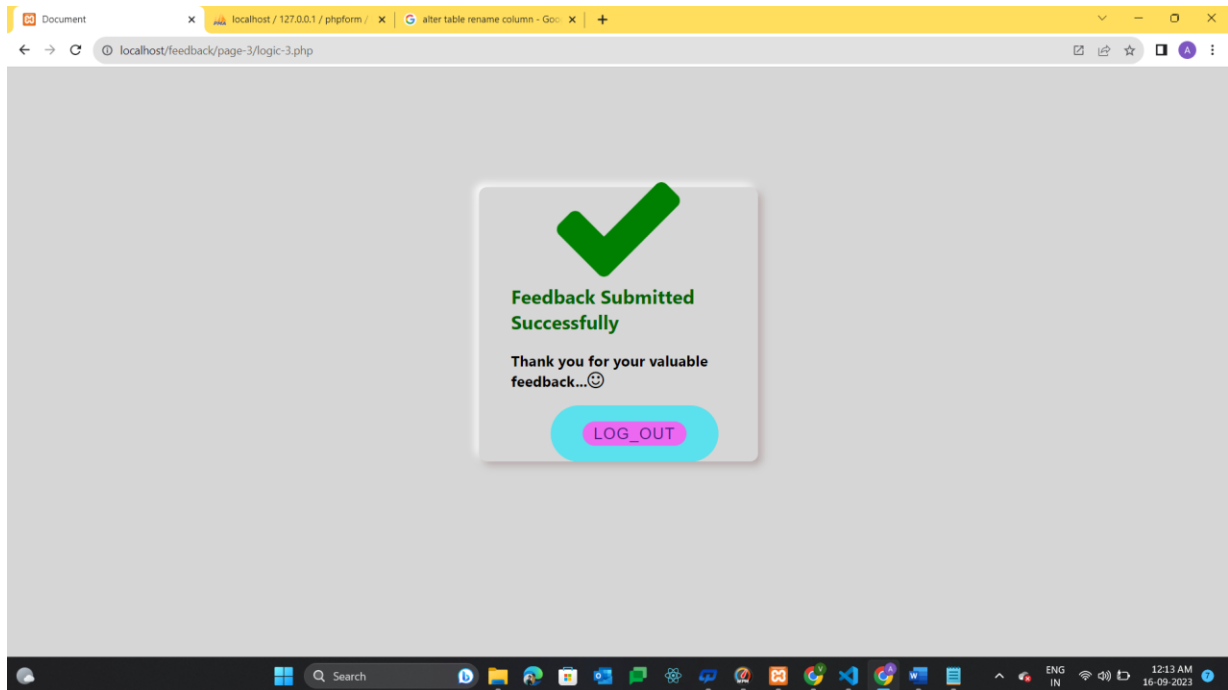 Document
localhost / 127.0.0.1 / phpform /
alter table rename column - Goo
localhost/feedback/page-3/logic-3.php
A
Feedback Submitted
Successfully
Thank you for your valuable
feedback...☺
LOG_OUT
Search
ENG
IN
12:13 AM
16-09-2023
7